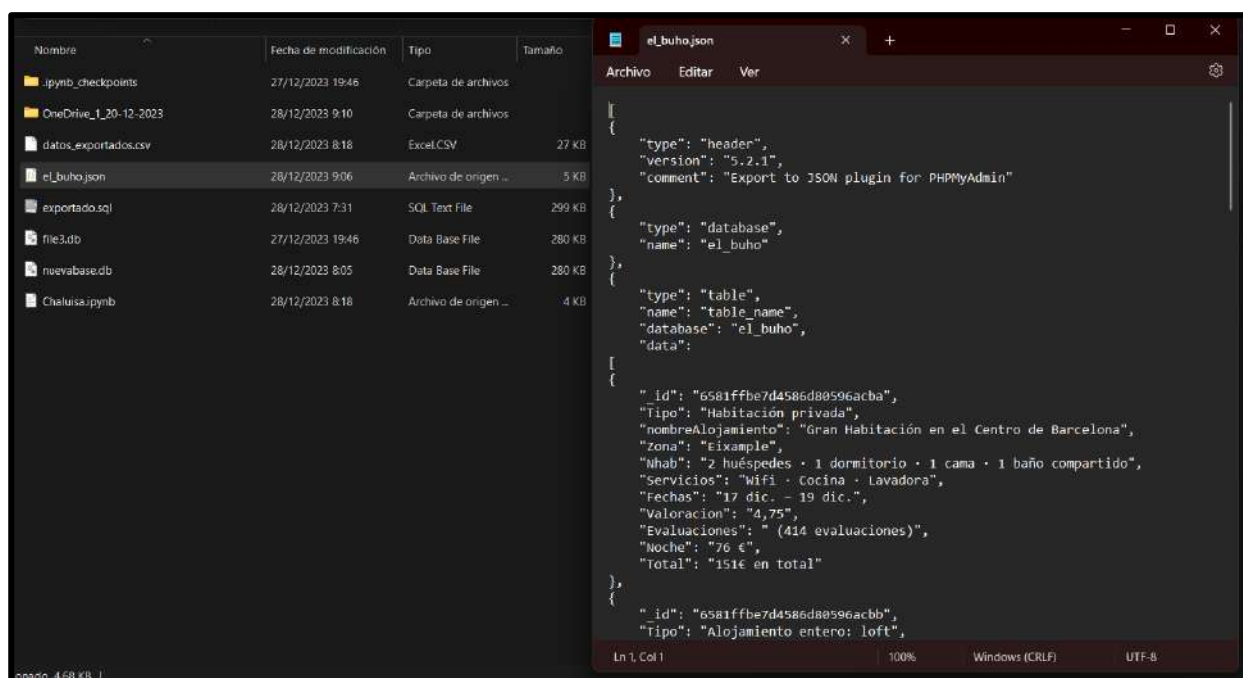 Nombre Fecha de modificación Tipo Tamaño
.ipynb_checkpoints 27/12/2023 19:46 Carpeta de archivos
OneDrive_1_20-12-2023 28/12/2023 9:10 Carpeta de archivos
datos_exportados.csv 28/12/2023 8:18 Excel.CSV 27 KB
el_buho.json 28/12/2023 9:06 Archivo de origen ... 5 KB
exportado.sql 28/12/2023 7:31 SQL Text File 299 KB
file3.db 27/12/2023 19:46 Data Base File 280 KB
nuevabase.db 28/12/2023 8:05 Data Base File 280 KB
Chaluisa.ipynb 28/12/2023 8:18 Archivo de origen ... 4 KB
4,68 KB
el_buho.json
Archivo Editar Ver
[
{
"type": "header",
"version": "5.2.1",
"comment": "Export to JSON plugin for PHPMyAdmin"
},
{
"type": "database",
"name": "el_buho"
},
{
"type": "table",
"name": "table_name",
"database": "el_buho",
"data":
[
{
"_id": "6581ffbe7d4586d80596acba",
"Tipo": "Habitación privada",
"nombreAlojamiento": "Gran Habitación en el Centro de Barcelona",
"Zona": "Eixample",
"Nhab": "2 huéspedes · 1 dormitorio · 1 cama · 1 baño compartido",
"Servicios": "Wifi · Cocina · Lavadora",
"Fechas": "17 dic. – 19 dic.",
"Valoracion": "4,75",
"Evaluaciones": " (414 evaluaciones)",
"Noche": "76 €",
"Total": "151€ en total"
},
{
"_id": "6581ffbe7d4586d80596acbb",
"Tipo": "Alojamiento entero: loft",
Ln 1, Col 1 100% Windows (CRLF) UTF-8